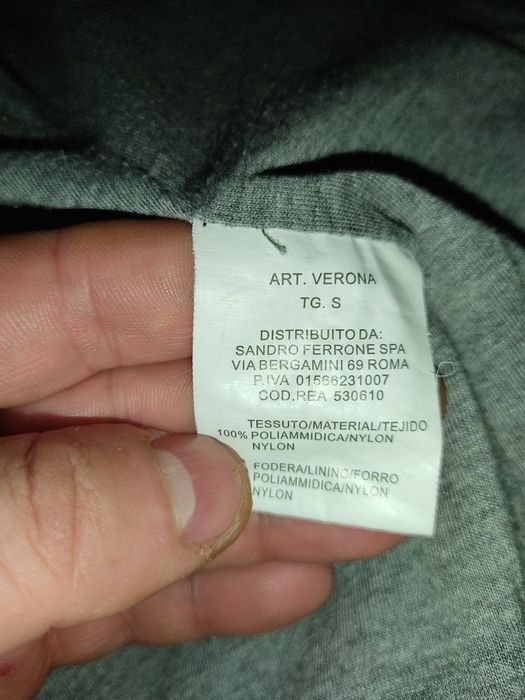 ART. VERONA
TG. S
DISTRIBUITO DA:
SANDRO FERRONE SPA
VIA BERGAMINI 69 ROMA
P.IVA 01566231007
COD.REA 530610
TESSUTO/MATERIAL/TEJIDO
100% POLIAMMIDICA/NYLON
NYLON
FODERA/LINING/FORRO
POLIAMMIDICA/NYLON
NYLON